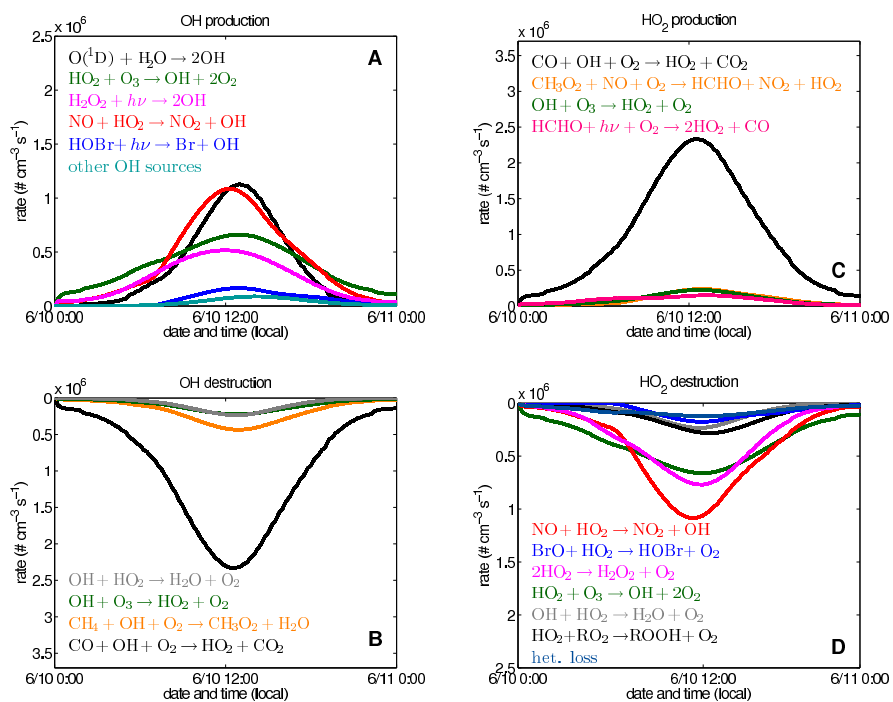 OH production
x 10⁶
2.5
2
1.5
1
0.5
0
rate (# cm⁻³ s⁻¹)
O(¹D) + H₂O → 2OH
A
HO₂ + O₃ → OH + 2O₂
H₂O₂ + hν → 2OH
NO + HO₂ → NO₂ + OH
HOBr + hν → Br + OH
other OH sources
6/10 0:00
6/10 12:00
6/11 0:00
date and time (local)
HO₂ production
x 10⁶
3.5
3
2.5
2
1.5
1
0.5
0
rate (# cm⁻³ s⁻¹)
CO + OH + O₂ → HO₂ + CO₂
CH₃O₂ + NO + O₂ → HCHO + NO₂ + HO₂
OH + O₃ → HO₂ + O₂
HCHO + hν + O₂ → 2HO₂ + CO
C
6/10 0:00
6/10 12:00
6/11 0:00
date and time (local)
OH destruction
x 10⁶
0
0.5
1
1.5
2
2.5
3
3.5
rate (# cm⁻³ s⁻¹)
OH + HO₂ → H₂O + O₂
OH + O₃ → HO₂ + O₂
CH₄ + OH + O₂ → CH₃O₂ + H₂O
CO + OH + O₂ → HO₂ + CO₂
B
6/10 0:00
6/10 12:00
6/11 0:00
date and time (local)
HO₂ destruction
x 10⁶
0
0.5
1
1.5
2
2.5
rate (# cm⁻³ s⁻¹)
NO + HO₂ → NO₂ + OH
BrO + HO₂ → HOBr + O₂
2HO₂ → H₂O₂ + O₂
HO₂ + O₃ → OH + 2O₂
OH + HO₂ → H₂O + O₂
HO₂+RO₂→ROOH+O₂
het. loss
D
6/10 0:00
6/10 12:00
6/11 0:00
date and time (local)